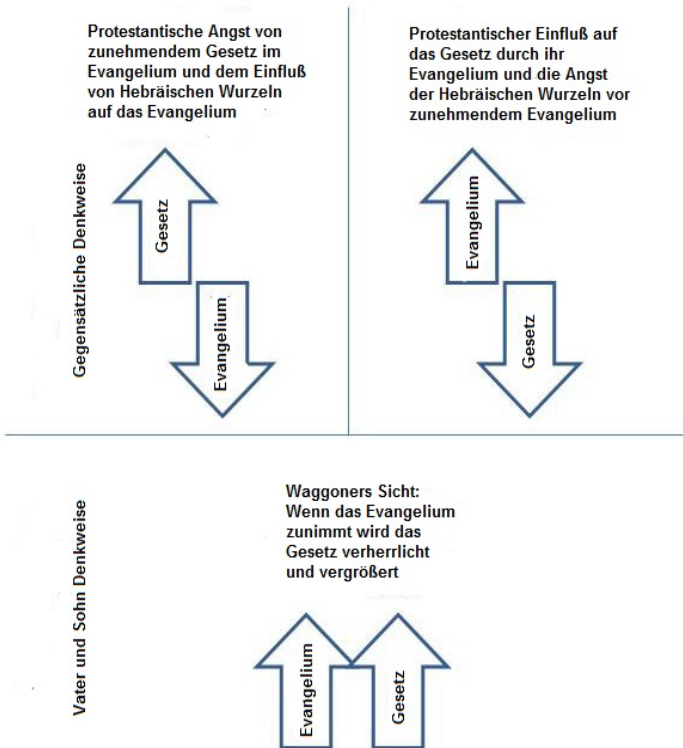 Protestantische Angst von
zunehmendem Gesetz im
Evangelium und dem Einfluß
von Hebräischen Wurzeln
auf das Evangelium
Protestantischer Einfluß auf
das Gesetz durch ihr
Evangelium und die Angst
der Hebräischen Wurzeln vor
zunehmendem Evangelium
Gegensätzliche Denkweise
Gesetz
Evangelium
Evangelium
Gesetz
Waggoners Sicht:
Wenn das Evangelium
zunimmt wird das
Gesetz verherrlicht
und vergrößert
Vater und Sohn Denkweise
Evangelium
Gesetz